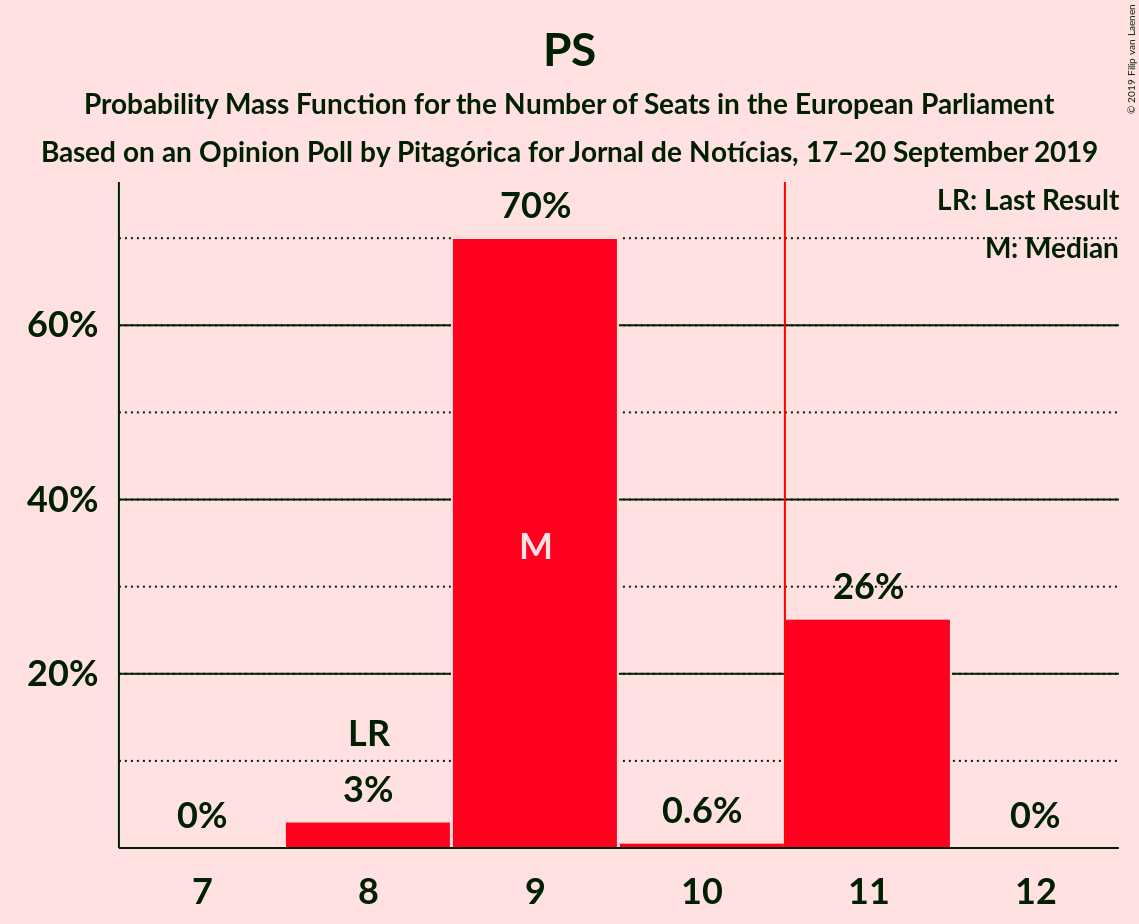 PS
Probability Mass Function for the Number of Seats in the European Parliament
Based on an Opinion Poll by Pitagórica for Jornal de Notícias, 17–20 September 2019
© 2019 Filip van Laenen
LR: Last Result
M: Median
70%
60%
40%
M
26%
20%
LR
3%
0%
0.6%
0%
7 8 9 10 11 12